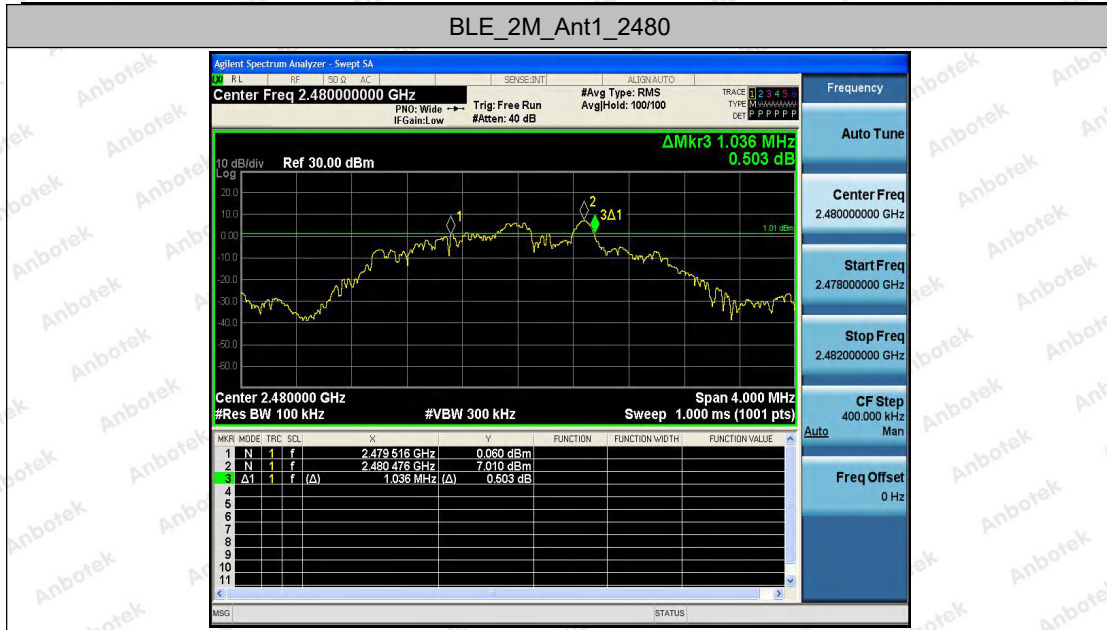 BLE_2M_Ant1_2480
Agilent Spectrum Analyzer - Swept SA
RL RF 50 Ω AC SENSE:INT ALIGNAUTO
Center Freq 2.480000000 GHz
PNO: Wide
IFGain:Low
Trig: Free Run
#Atten: 40 dB
#Avg Type: RMS
Avg|Hold: 100/100
TRACE 1 2 3 4 5 6
TYPE M
DET P P P P P P
Frequency
Auto Tune
Center Freq
2.480000000 GHz
Start Freq
2.478000000 GHz
Stop Freq
2.482000000 GHz
CF Step
400.000 kHz
Auto Man
Freq Offset
0 Hz
ΔMkr3 1.036 MHz
0.503 dB
10 dB/div Ref 30.00 dBm
Log
20.0
10.0
0.00
-10.0
-20.0
-30.0
-40.0
-50.0
-60.0
1
2
3Δ1
1.01 dBm
Center 2.480000 GHz Span 4.000 MHz
#Res BW 100 kHz #VBW 300 kHz Sweep 1.000 ms (1001 pts)
MKR MODE TRC SCL X Y FUNCTION FUNCTION WIDTH FUNCTION VALUE
1 N 1 f 2.479 516 GHz 0.060 dBm
2 N 1 f 2.480 476 GHz 7.010 dBm
3 Δ1 1 f (Δ) 1.036 MHz (Δ) 0.503 dB
4
5
6
7
8
9
10
11
MSG STATUS
Anbotek